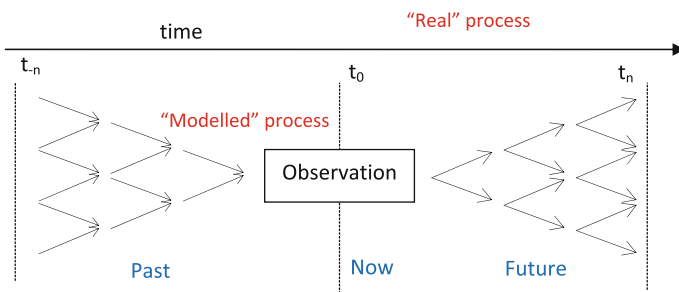 “Real” process
time
t-n
t0
tn
“Modelled” process
Observation
Past
Now
Future